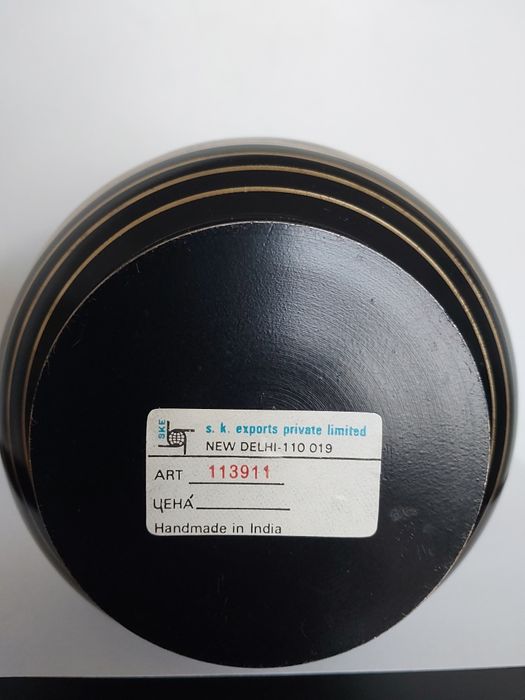 SKE
s. k. exports private limited
NEW DELHI-110 019
ART 113911
ЦЕНА́
Handmade in India